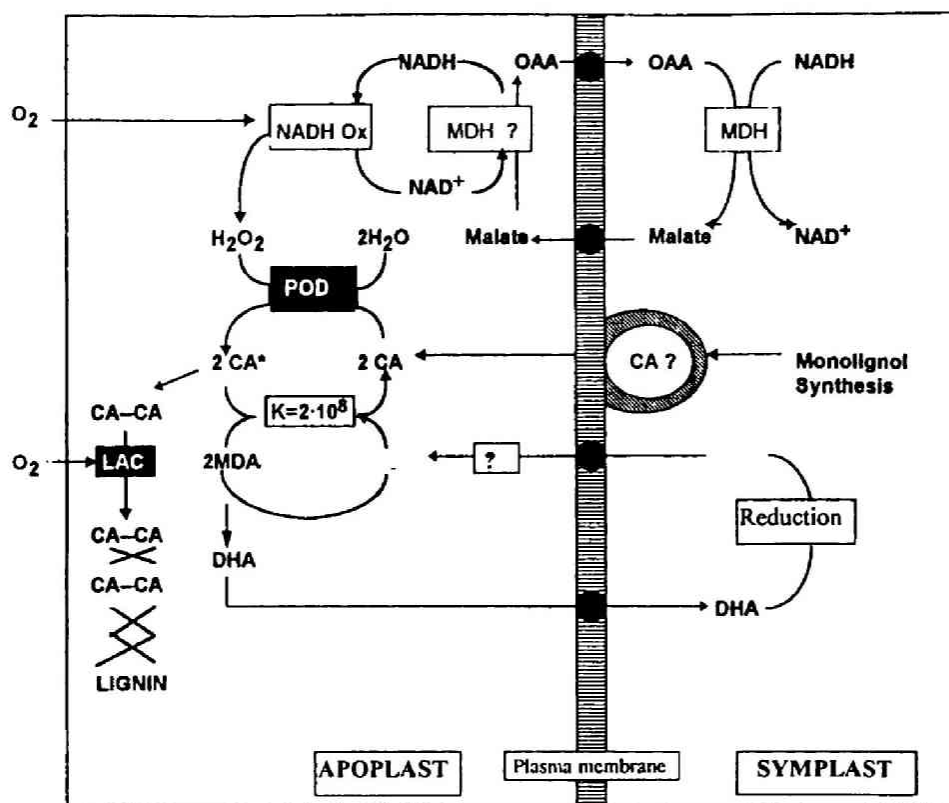 NADH
OAA
OAA
NADH
O₂
NADH Ox
MDH ?
MDH
NAD⁺
H₂O₂
2H₂O
Malate
Malate
NAD⁺
POD
2 CA*
2 CA
CA ?
Monolignol
Synthesis
CA–CA
K=2·10⁸
O₂
LAC
2MDA
?
CA–CA
DHA
Reduction
CA–CA
DHA
LIGNIN
APOPLAST
Plasma membrane
SYMPLAST